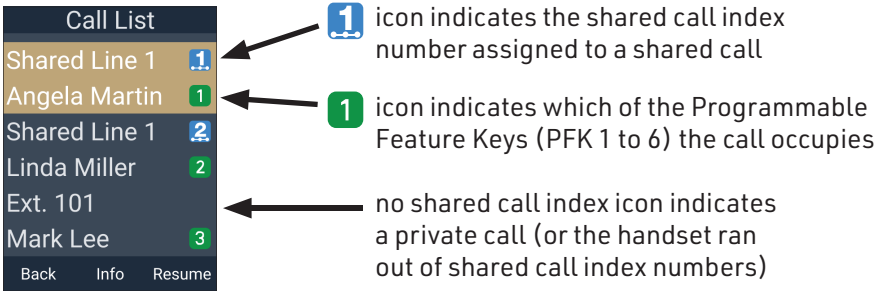 Call List
Shared Line 1 1
Angela Martin 1
Shared Line 1 2
Linda Miller 2
Ext. 101
Mark Lee 3
Back Info Resume
1 icon indicates the shared call index
number assigned to a shared call
1 icon indicates which of the Programmable
Feature Keys (PFK 1 to 6) the call occupies
no shared call index icon indicates
a private call (or the handset ran
out of shared call index numbers)